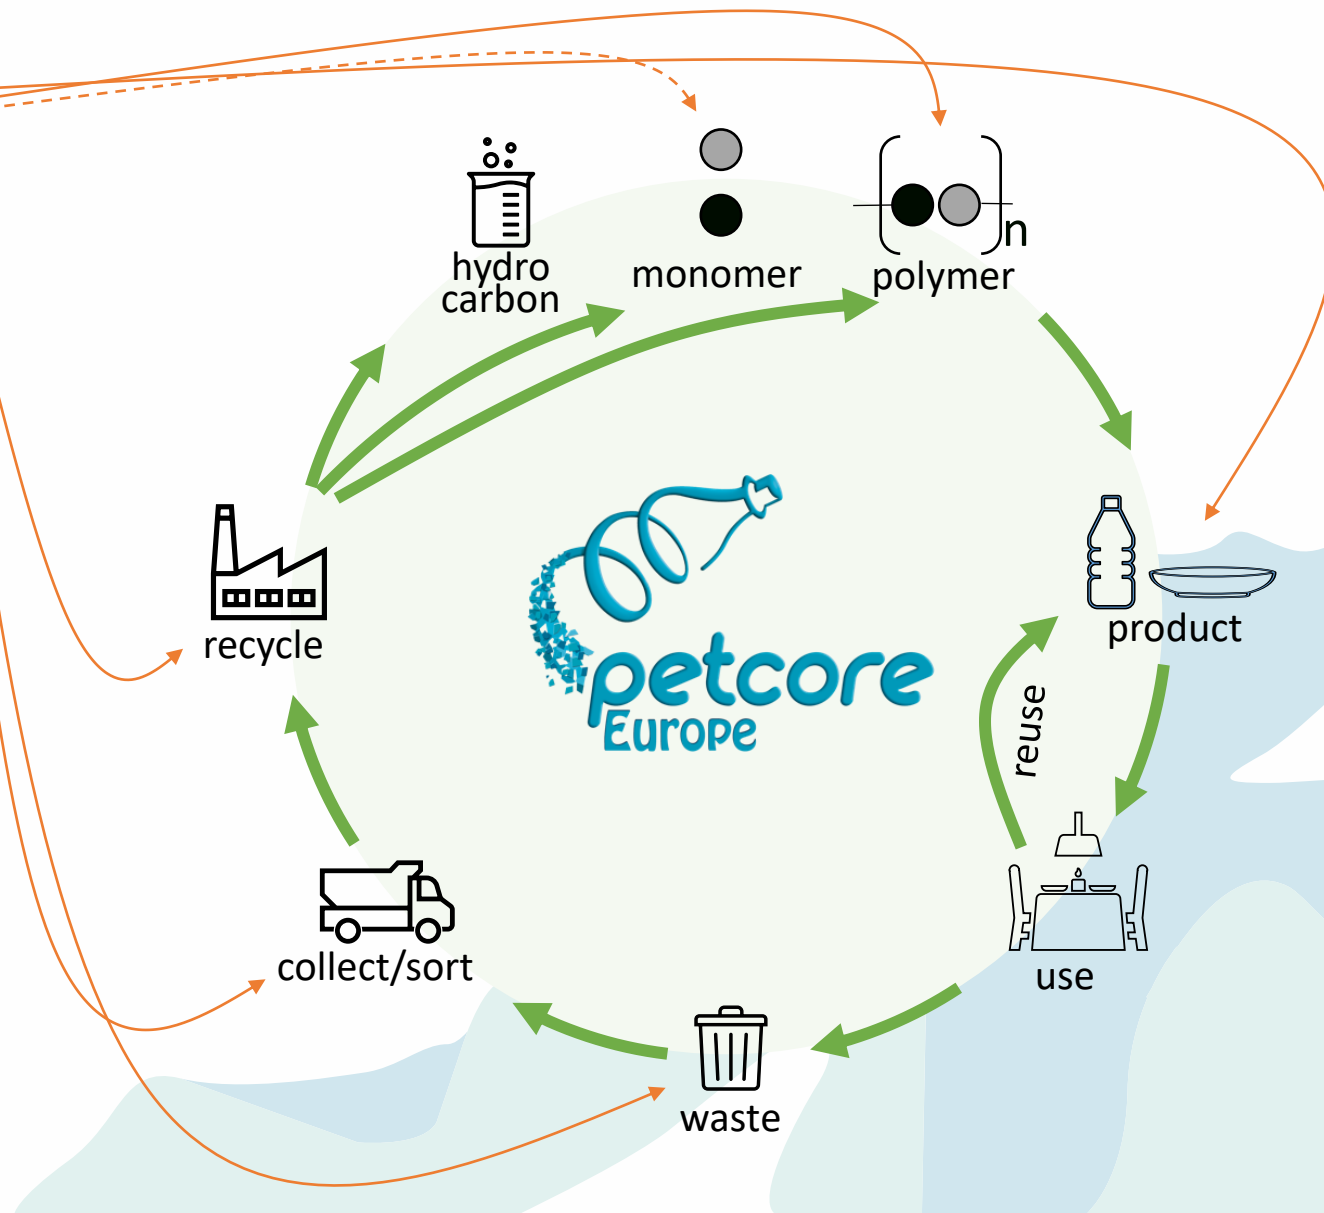 hydro
carbon
monomer
n
polymer
recycle
petcore
Europe
product
reuse
use
collect/sort
waste